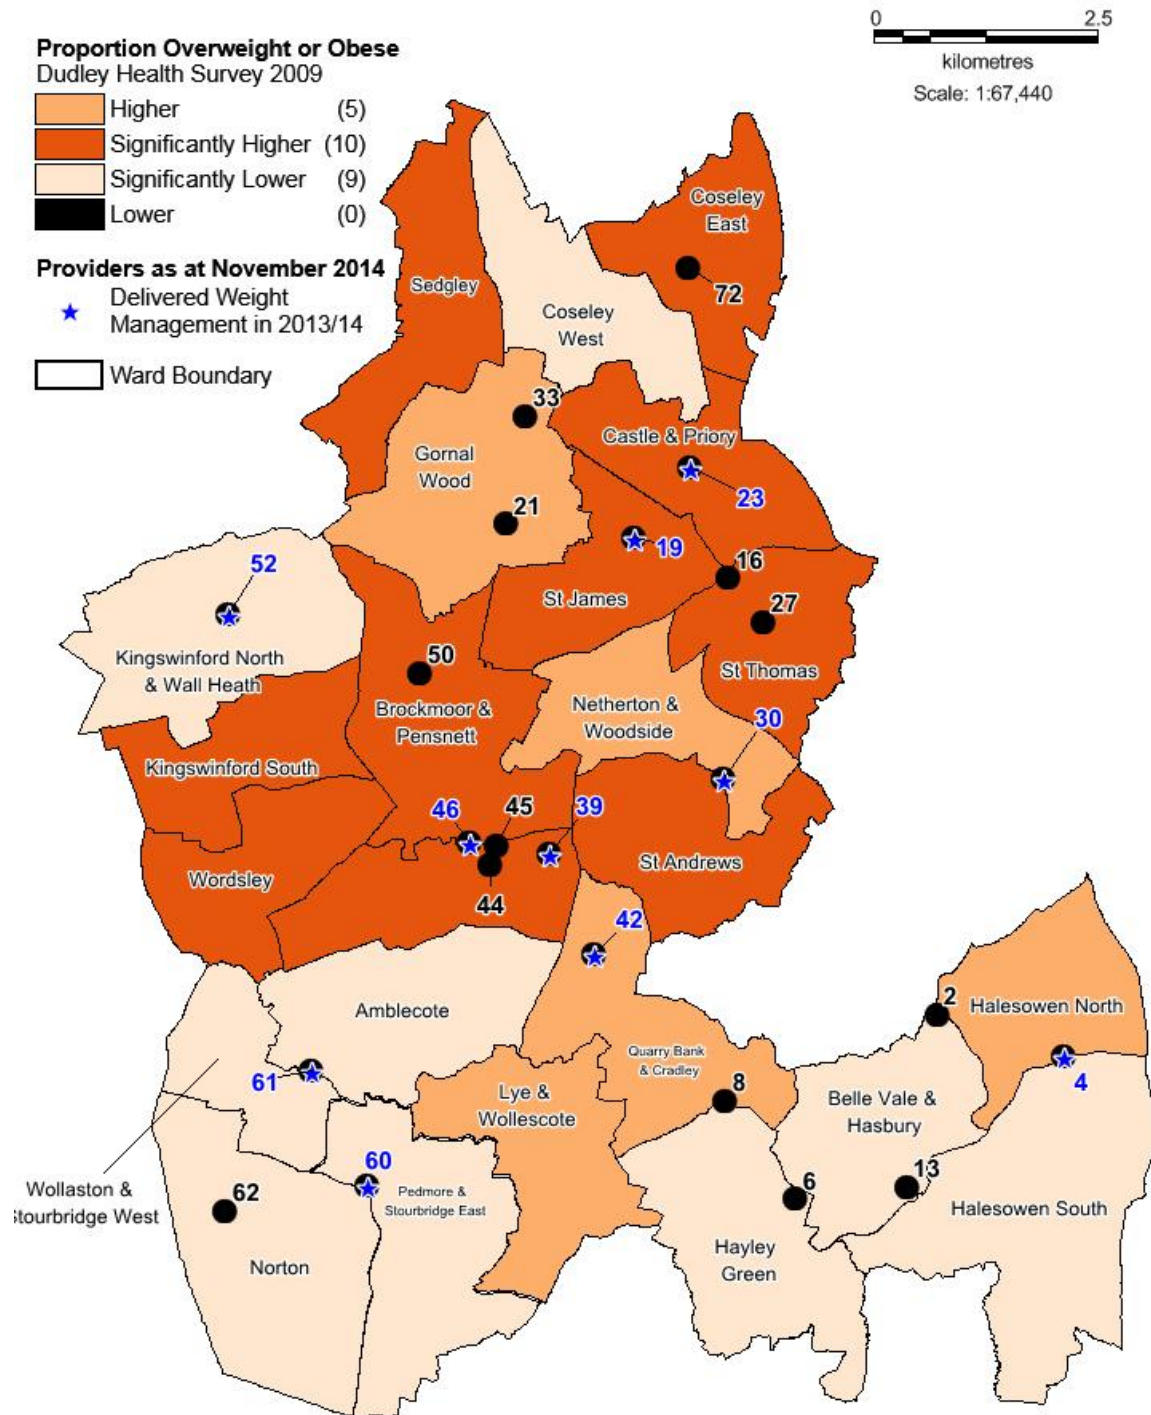 0 2.5
kilometres
Scale: 1:67,440
Proportion Overweight or Obese
Dudley Health Survey 2009
Higher (5)
Significantly Higher (10)
Significantly Lower (9)
Lower (0)
Providers as at November 2014
Delivered Weight
Management in 2013/14
Ward Boundary
Coseley
East
72
Sedgley
Coseley
West
33
Castle & Priory
Gornal
Wood
23
21
19
16
52
27
St James
Kingswinford North
& Wall Heath
50
St Thomas
Netherton &
Woodside
30
Brockmoor &
Pensnett
Kingswinford South
46
45
39
St Andrews
Wordsley
44
42
2
Halesowen North
Amblecote
Quarry Bank
& Cradley
61
4
Lye &
Wollescote
8
Belle Vale &
Hasbury
60
13
6
62
Wollaston &
Stourbridge West
Pedmore &
Stourbridge East
Halesowen South
Hayley
Green
Norton